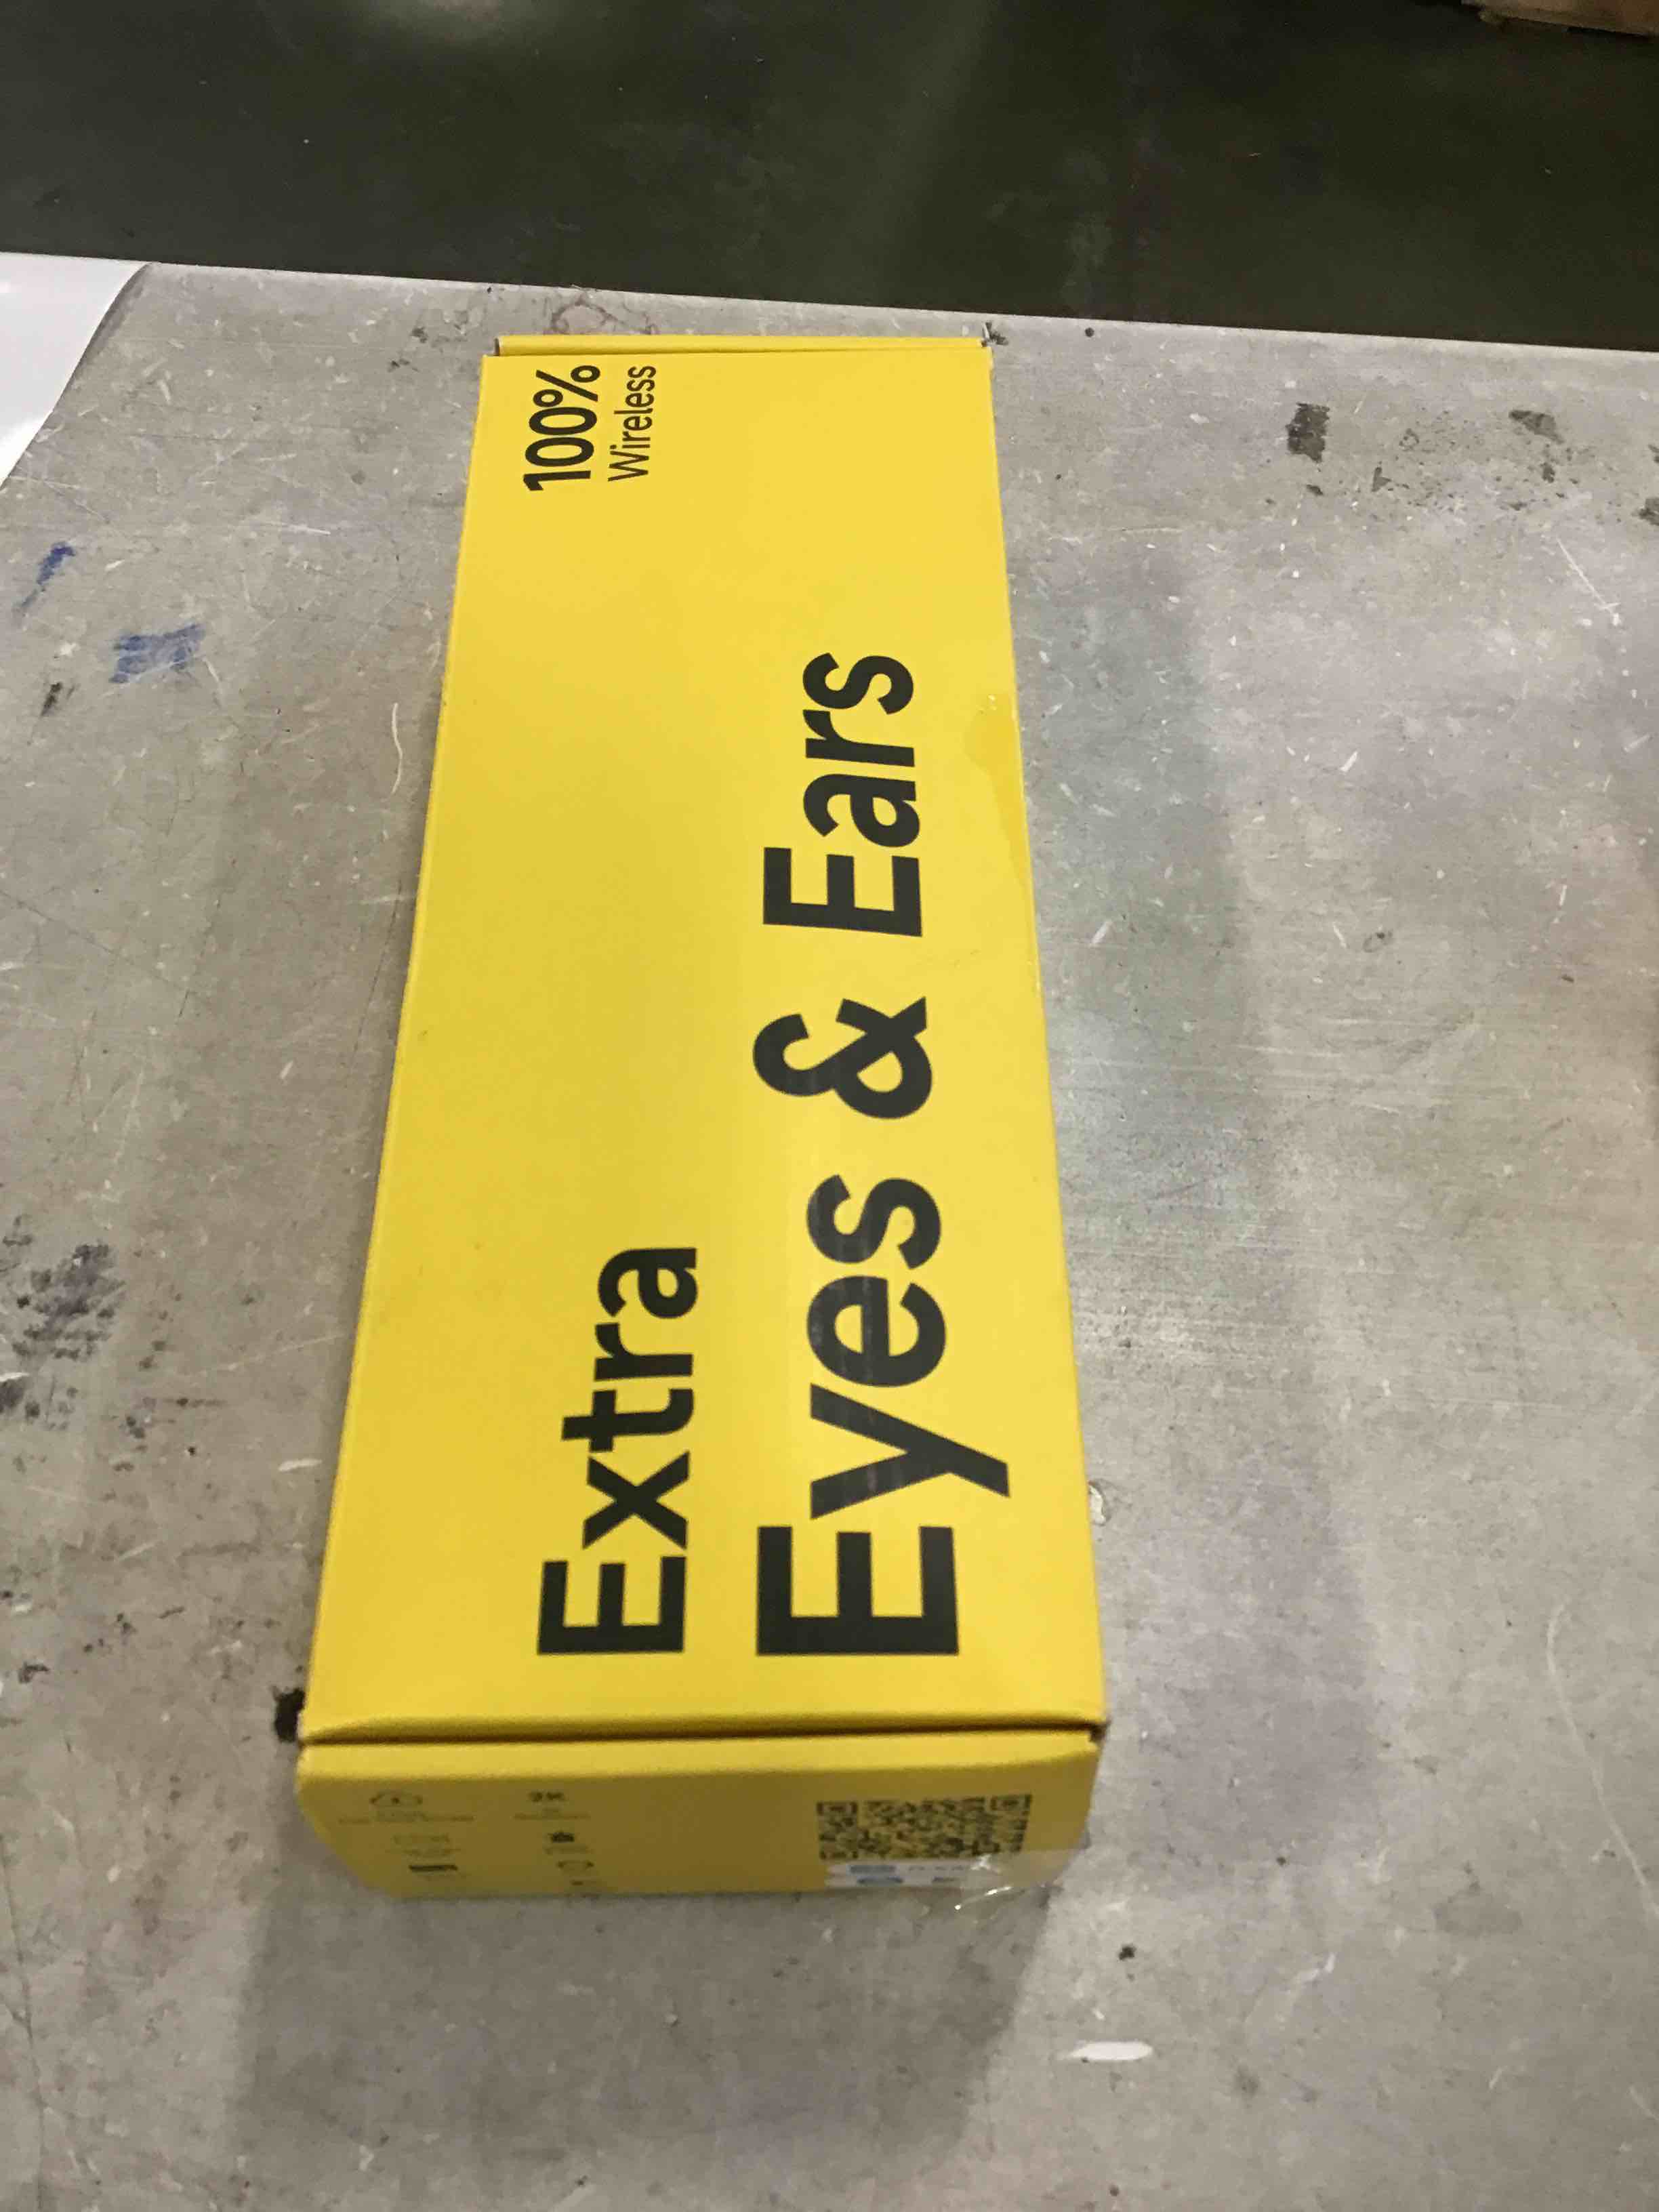 100%
Wireless
Extra
Eyes & Ears
2K